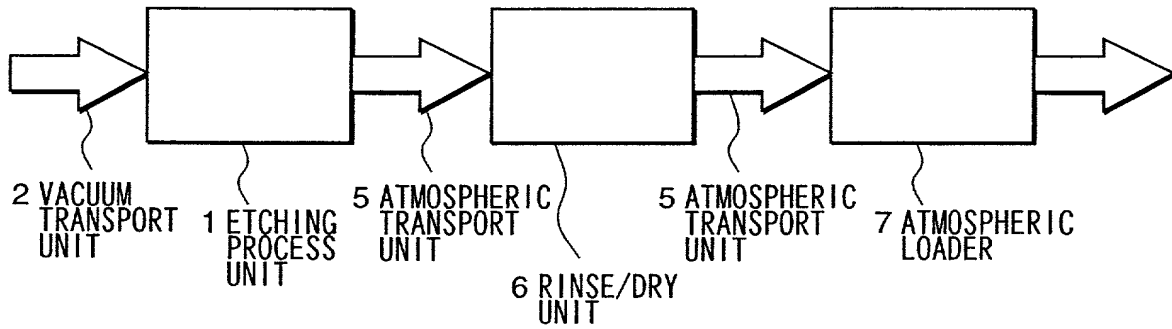 2 VACUUM
TRANSPORT
UNIT
1 ETCHING
PROCESS
UNIT
5 ATMOSPHERIC
TRANSPORT
UNIT
6 RINSE/DRY
UNIT
5 ATMOSPHERIC
TRANSPORT
UNIT
7 ATMOSPHERIC
LOADER